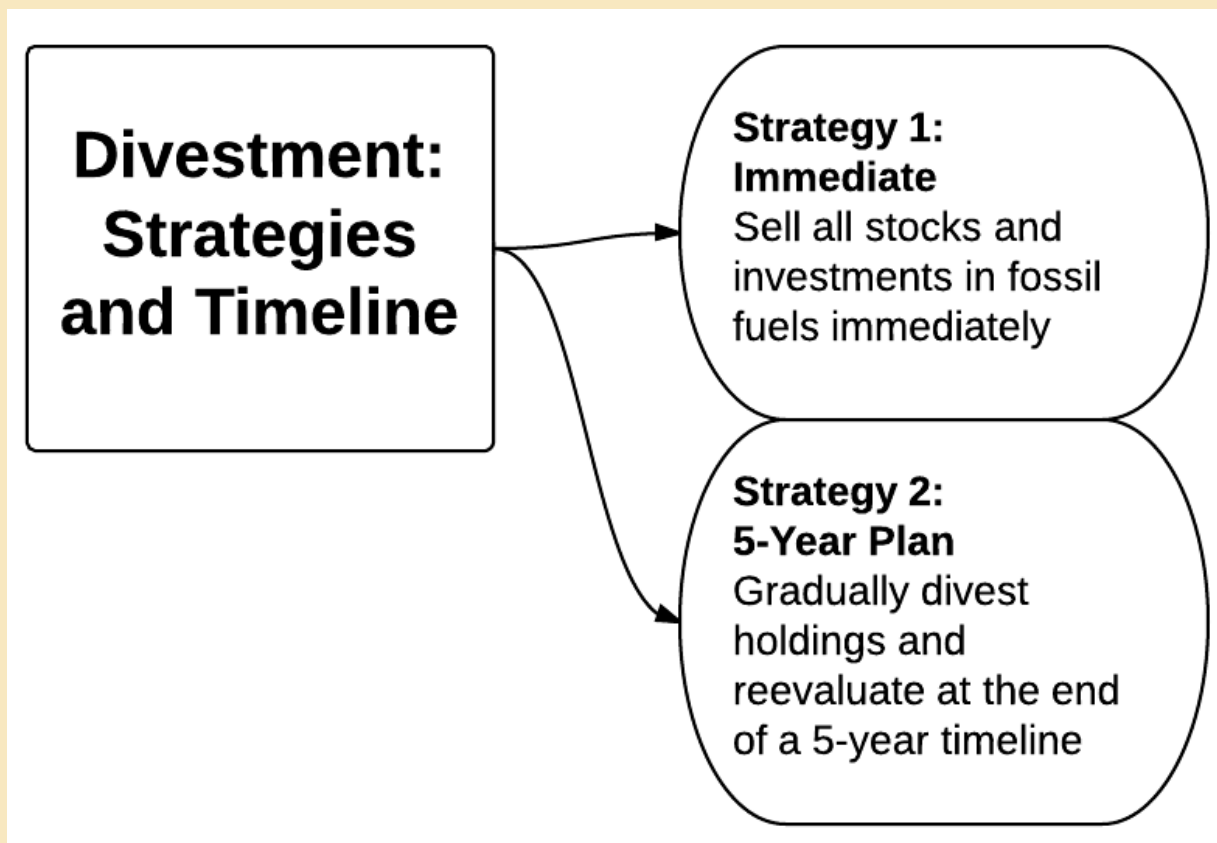 Divestment:
Strategies
and Timeline
Strategy 1:
Immediate
Sell all stocks and
investments in fossil
fuels immediately
Strategy 2:
5-Year Plan
Gradually divest
holdings and
reevaluate at the end
of a 5-year timeline